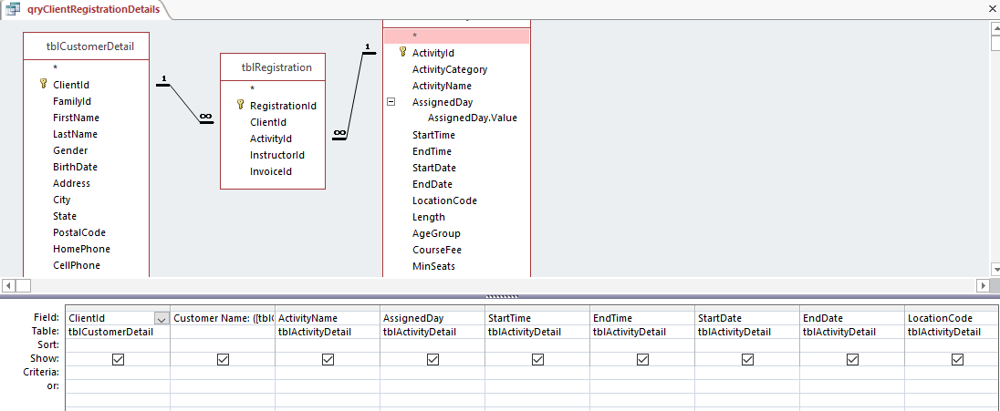 qryClientRegistrationDetails
tblCustomerDetail
*
ClientId
FamilyId
FirstName
LastName
Gender
BirthDate
Address
City
State
PostalCode
HomePhone
CellPhone
1
∞
tblRegistration
*
RegistrationId
ClientId
ActivityId
InstructorId
InvoiceId
1
∞
*
ActivityId
ActivityCategory
ActivityName
AssignedDay
AssignedDay.Value
StartTime
EndTime
StartDate
EndDate
LocationCode
Length
AgeGroup
CourseFee
MinSeats
Field: ClientId Customer Name: ([tblC ActivityName AssignedDay StartTime EndTime StartDate EndDate LocationCode
Table: tblCustomerDetail tblActivityDetail tblActivityDetail tblActivityDetail tblActivityDetail tblActivityDetail tblActivityDetail tblActivityDetail
Sort:
Show:
Criteria:
or: